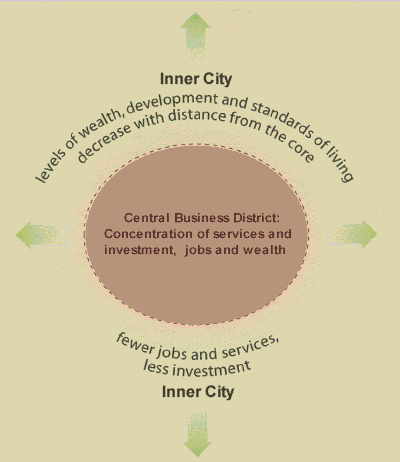 Inner City
levels of wealth, development and standards of living
decrease with distance from the core
Central Business District:
Concentration of services and
investment, jobs and wealth
fewer jobs and services,
less investment
Inner City